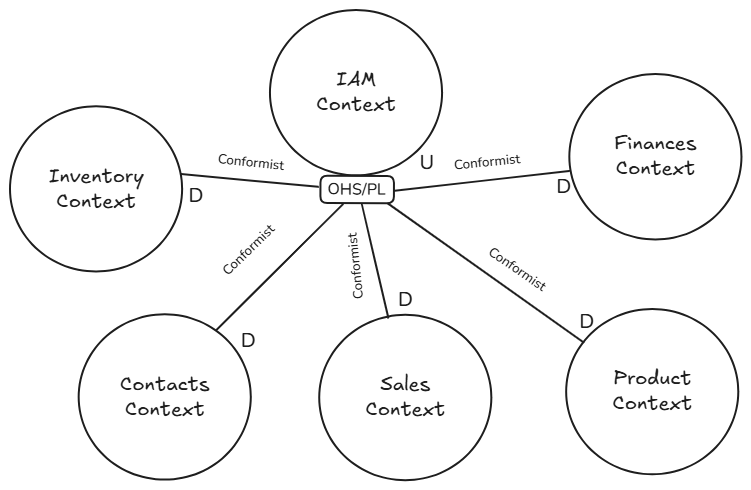 IAM
Context
Finances
Context
Inventory
Context
Conformist
U
Conformist
D
OHS/PL
D
Conformist
Conformist
Conformist
D
D
D
Contacts
Context
Sales
Context
Product
Context